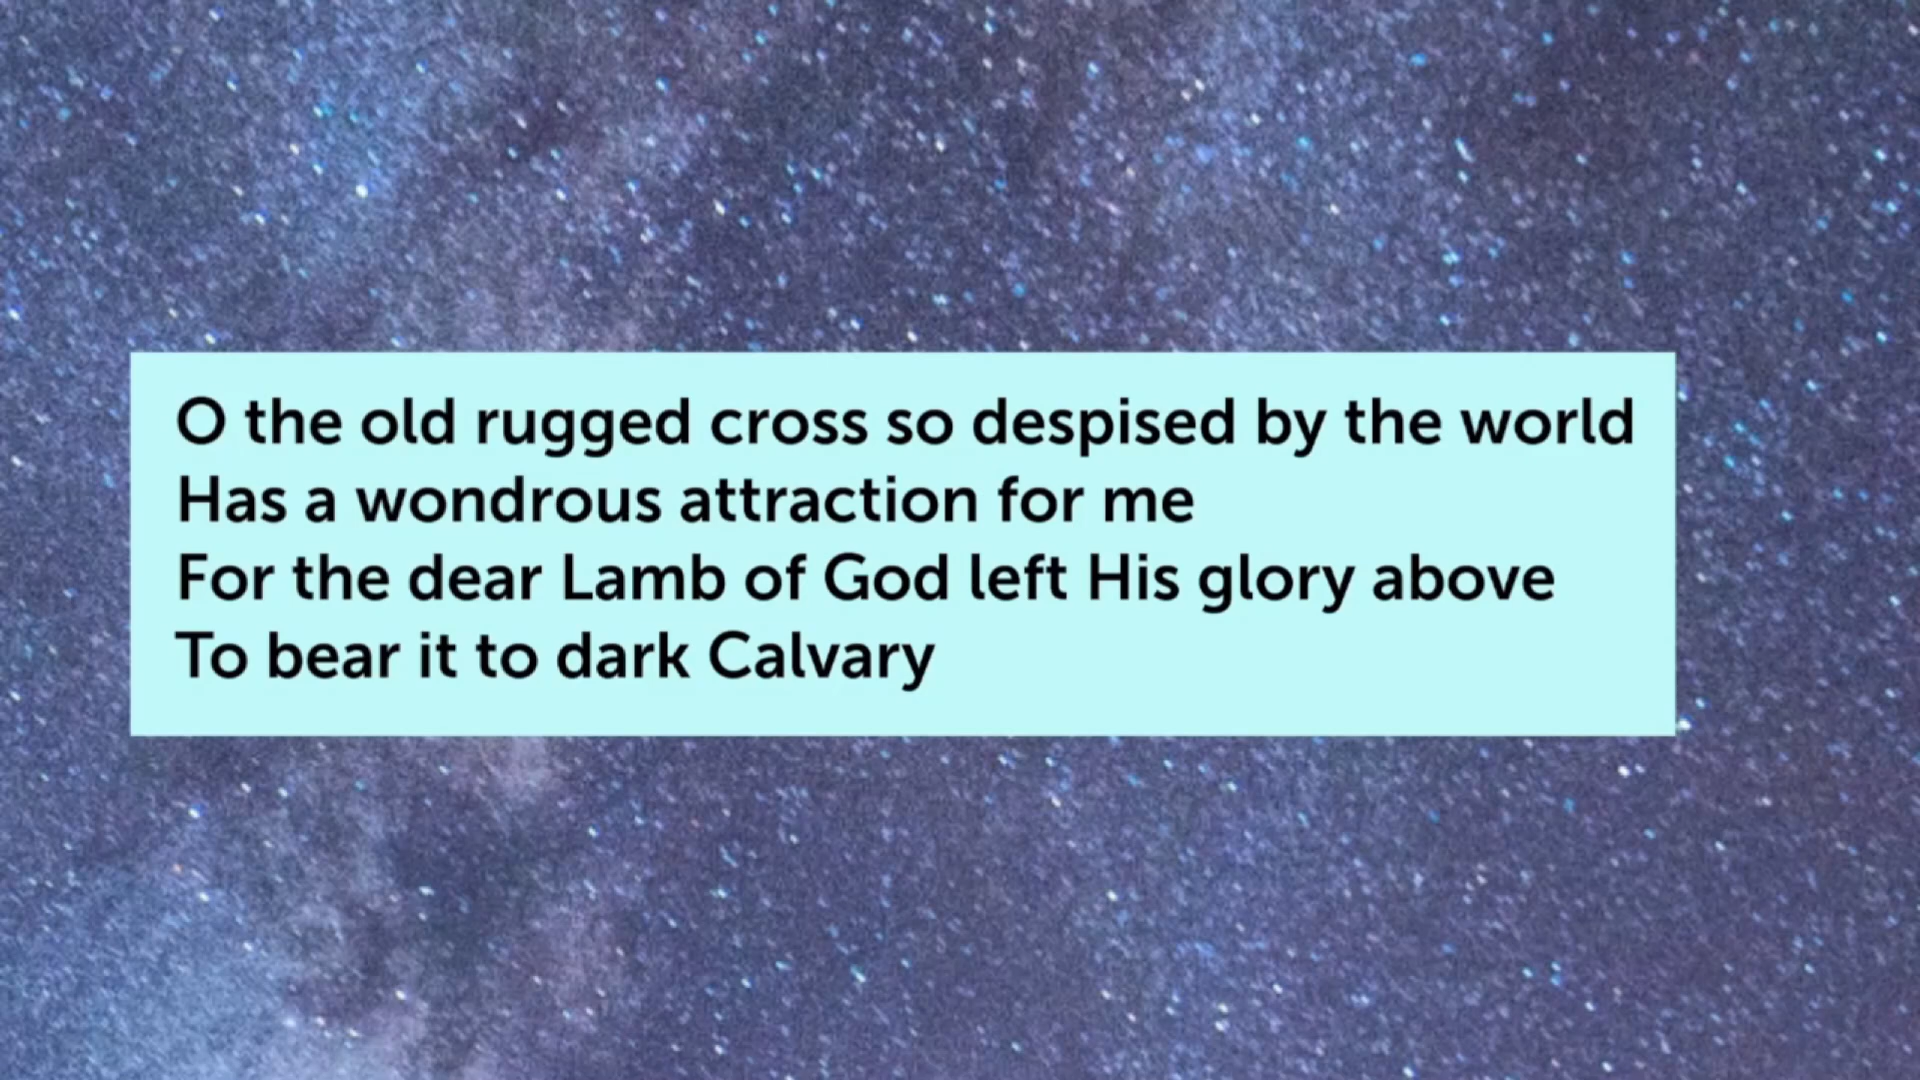 O the old rugged cross so despised by the world
Has a wondrous attraction for me
For the dear Lamb of God left His glory above
To bear it to dark Calvary